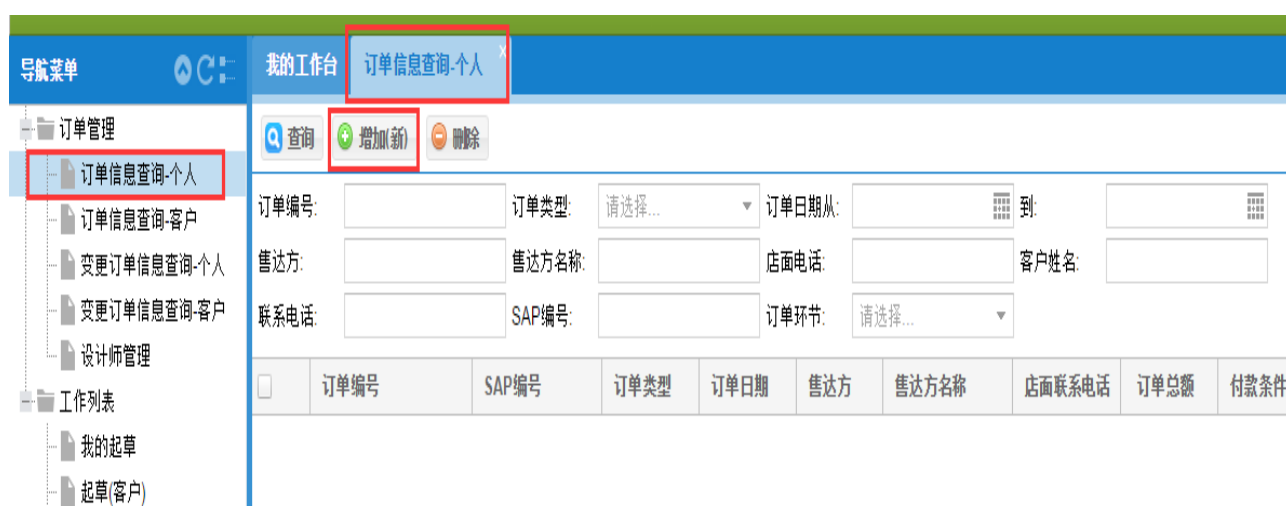 导航菜单
我的工作台 订单信息查询-个人
订单管理
订单信息查询-个人
订单信息查询-客户
变更订单信息查询-个人
变更订单信息查询-客户
设计师管理
工作列表
我的起草
起草(客户)
查询 增加(新) 删除
订单编号: 订单类型: 请选择... 订单日期从: 到:
售达方: 售达方名称: 店面电话: 客户姓名:
联系电话: SAP编号: 订单环节: 请选择...
订单编号 SAP编号 订单类型 订单日期 售达方 售达方名称 店面联系电话 订单总额 付款条件